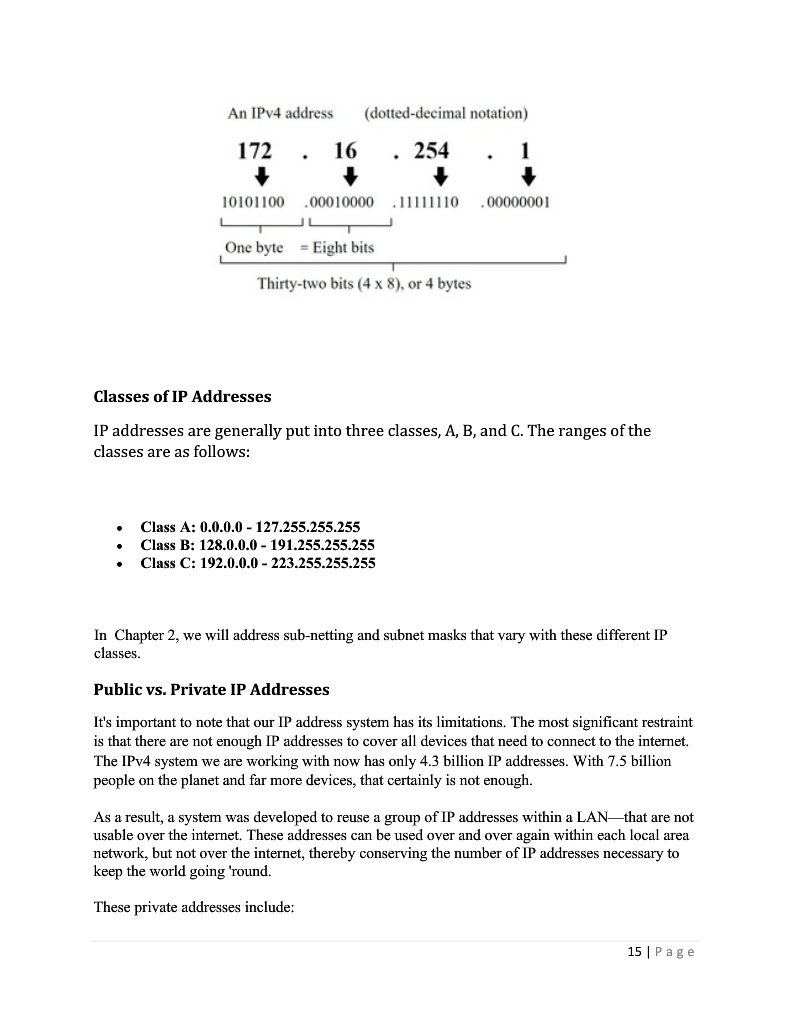 An IPv4 address (dotted-decimal notation)
172 . 16 . 254 . 1
10101100 .00010000 .11111110 .00000001
One byte = Eight bits
Thirty-two bits (4 x 8), or 4 bytes
Classes of IP Addresses
IP addresses are generally put into three classes, A, B, and C. The ranges of the
classes are as follows:
• Class A: 0.0.0.0 - 127.255.255.255
• Class B: 128.0.0.0 - 191.255.255.255
• Class C: 192.0.0.0 - 223.255.255.255
In Chapter 2, we will address sub-netting and subnet masks that vary with these different IP
classes.
Public vs. Private IP Addresses
It's important to note that our IP address system has its limitations. The most significant restraint
is that there are not enough IP addresses to cover all devices that need to connect to the internet.
The IPv4 system we are working with now has only 4.3 billion IP addresses. With 7.5 billion
people on the planet and far more devices, that certainly is not enough.
As a result, a system was developed to reuse a group of IP addresses within a LAN—that are not
usable over the internet. These addresses can be used over and over again within each local area
network, but not over the internet, thereby conserving the number of IP addresses necessary to
keep the world going 'round.
These private addresses include:
15 | Page